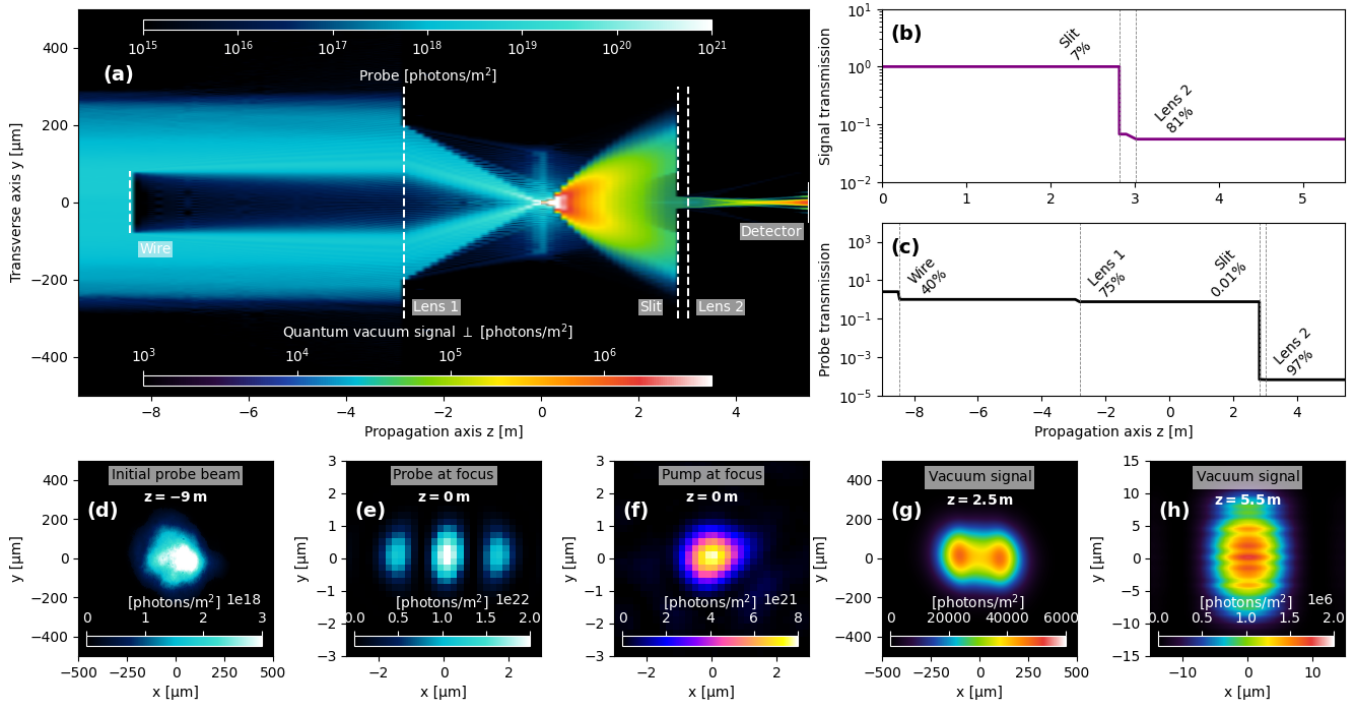 400
200
0
−200
−400
Transverse axis y [µm]
10¹⁵
10¹⁶
10¹⁷
10¹⁸
10¹⁹
10²⁰
10²¹
(a)
Probe [photons/m²]
Wire
Lens 1
Slit
Lens 2
Detector
Quantum vacuum signal ⊥ [photons/m²]
10³
10⁴
10⁵
10⁶
−8
−6
−4
−2
0
2
4
Propagation axis z [m]
(b)
10¹
10⁰
10⁻¹
10⁻²
Signal transmission
Slit
7%
Lens 2
81%
0
1
2
3
4
5
(c)
10³
10¹
10⁻¹
10⁻³
10⁻⁵
Probe transmission
Wire
40%
Lens 1
75%
Slit
0.01%
Lens 2
97%
−8
−6
−4
−2
0
2
4
Propagation axis z [m]
Initial probe beam
z = −9 m
(d)
400
200
0
−200
−400
y [µm]
[photons/m²]
1e18
0
1
2
3
−500
−250
0
250
500
x [µm]
Probe at focus
z = 0 m
(e)
3
2
1
0
−1
−2
−3
y [µm]
[photons/m²]
1e22
0.0
0.5
1.0
1.5
2.0
−2
0
2
x [µm]
Pump at focus
z = 0 m
(f)
3
2
1
0
−1
−2
−3
y [µm]
[photons/m²]
1e21
0
2
4
6
8
−2
0
2
x [µm]
Vacuum signal
z = 2.5 m
(g)
400
200
0
−200
−400
y [µm]
[photons/m²]
0
20000
40000
6000
−500
−250
0
250
500
x [µm]
Vacuum signal
z = 5.5 m
(h)
15
10
5
0
−5
−10
−15
y [µm]
[photons/m²]
1e6
0.0
0.5
1.0
1.5
2.0
−10
0
10
x [µm]